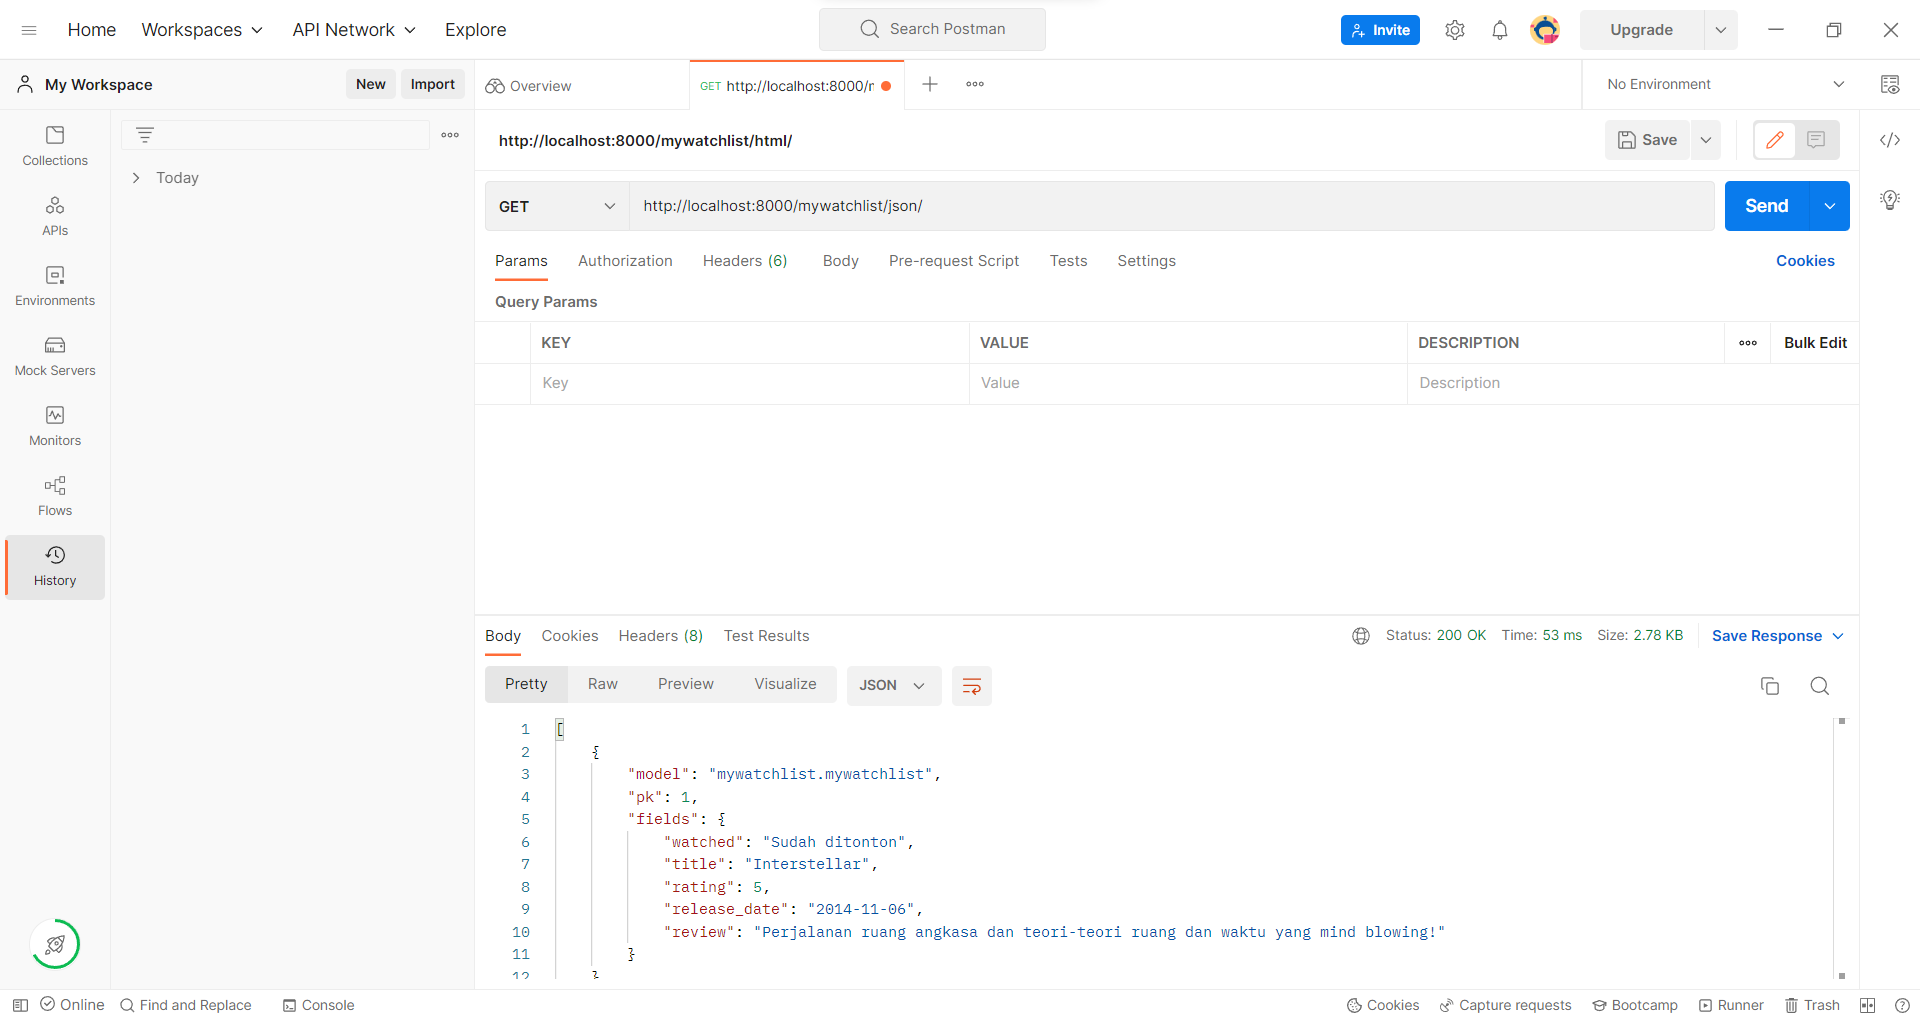 Home Workspaces API Network Explore Search Postman Invite Upgrade
My Workspace New Import Overview GET http://localhost:8000/r No Environment
http://localhost:8000/mywatchlist/html/ Save
Collections
Today
APIs
Environments
Mock Servers
Monitors
Flows
History
GET http://localhost:8000/mywatchlist/json/ Send
Params Authorization Headers (6) Body Pre-request Script Tests Settings Cookies
Query Params
KEY VALUE DESCRIPTION Bulk Edit
Key Value Description
Body Cookies Headers (8) Test Results Status: 200 OK Time: 53 ms Size: 2.78 KB Save Response
Pretty Raw Preview Visualize JSON
1 [
2 {
3 "model": "mywatchlist.mywatchlist",
4 "pk": 1,
5 "fields": {
6 "watched": "Sudah ditonton",
7 "title": "Interstellar",
8 "rating": 5,
9 "release_date": "2014-11-06",
10 "review": "Perjalanan ruang angkasa dan teori-teori ruang dan waktu yang mind blowing!"
11 }
12 }
Online Find and Replace Console Cookies Capture requests Bootcamp Runner Trash